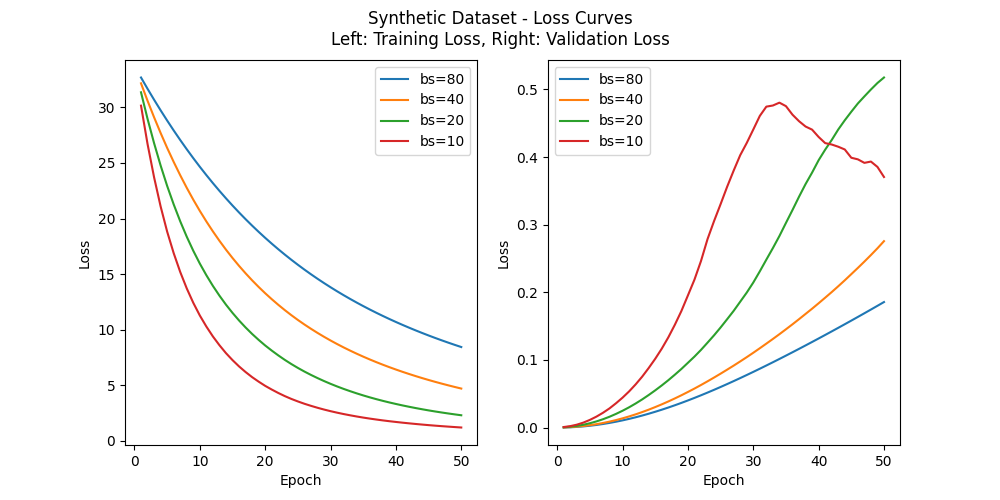 Synthetic Dataset - Loss Curves
Left: Training Loss, Right: Validation Loss
Loss
30
25
20
15
10
5
0
bs=80
bs=40
bs=20
bs=10
0 10 20 30 40 50
Epoch
Loss
0.5
0.4
0.3
0.2
0.1
0.0
bs=80
bs=40
bs=20
bs=10
0 10 20 30 40 50
Epoch